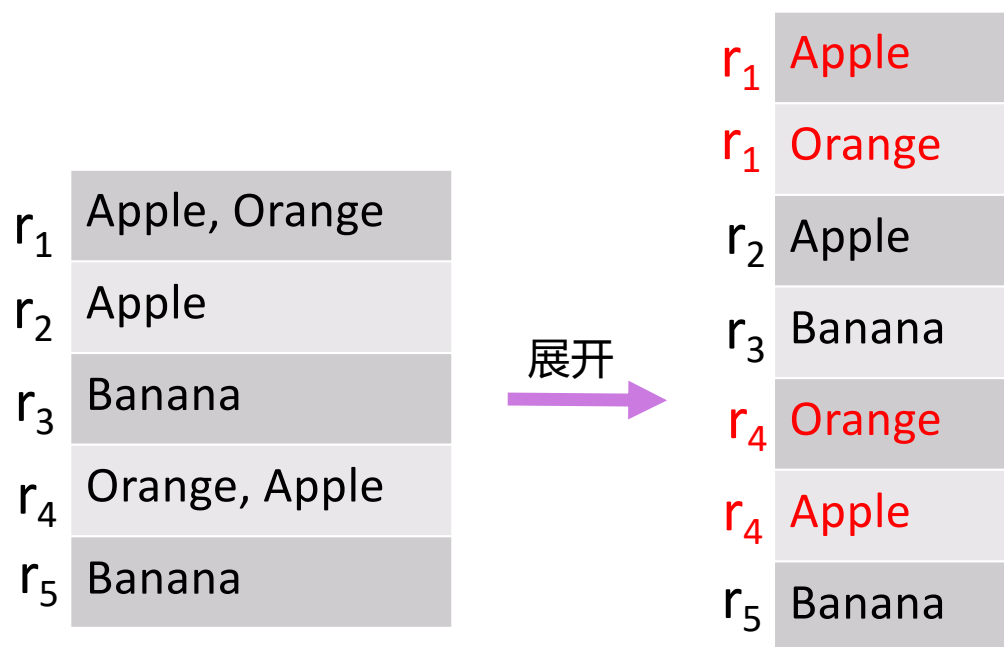 r1 Apple, Orange
r2 Apple
r3 Banana
r4 Orange, Apple
r5 Banana
展开
r1 Apple
r1 Orange
r2 Apple
r3 Banana
r4 Orange
r4 Apple
r5 Banana